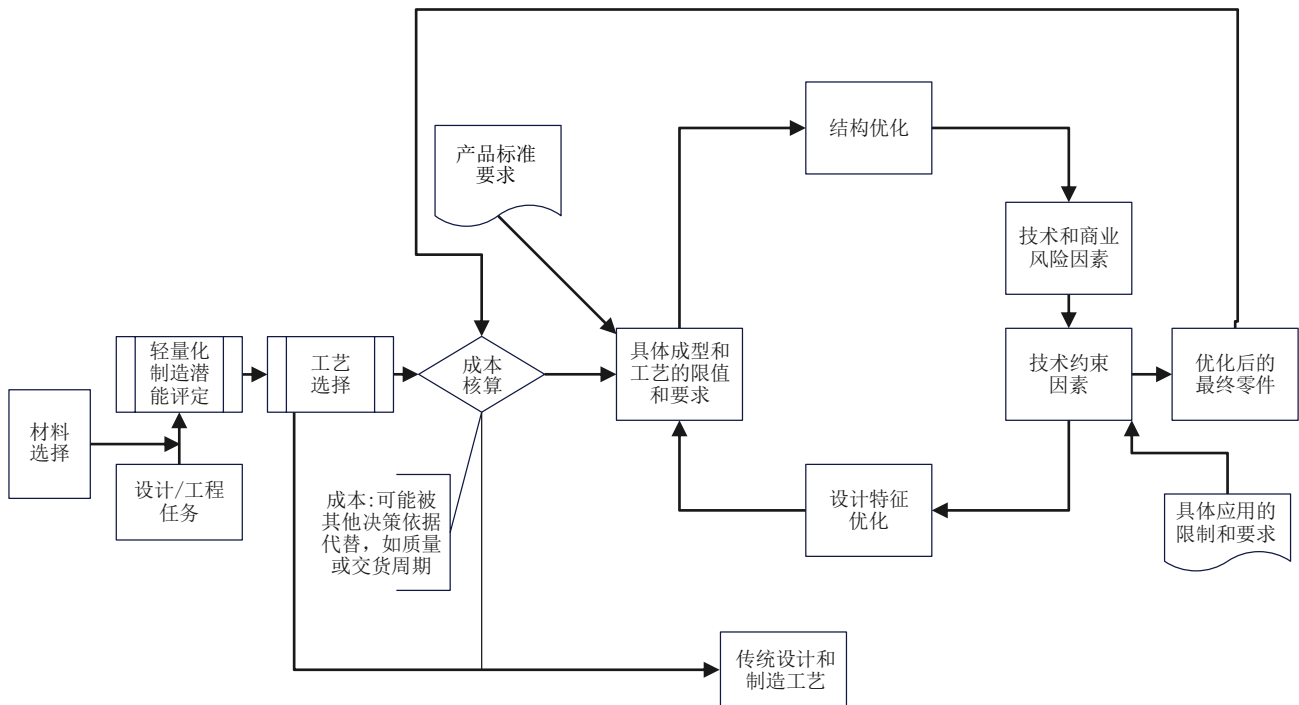 结构优化
产品标准
要求
技术和商业
风险因素
轻量化
制造潜
能评定
工艺
选择
成本
核算
具体成型和
工艺的限值
和要求
技术约束
因素
优化后的
最终零件
材料
选择
设计/工程
任务
成本:可能被
其他决策依据
代替，如质量
或交货周期
设计特征
优化
具体应用的
限制和要求
传统设计和
制造工艺